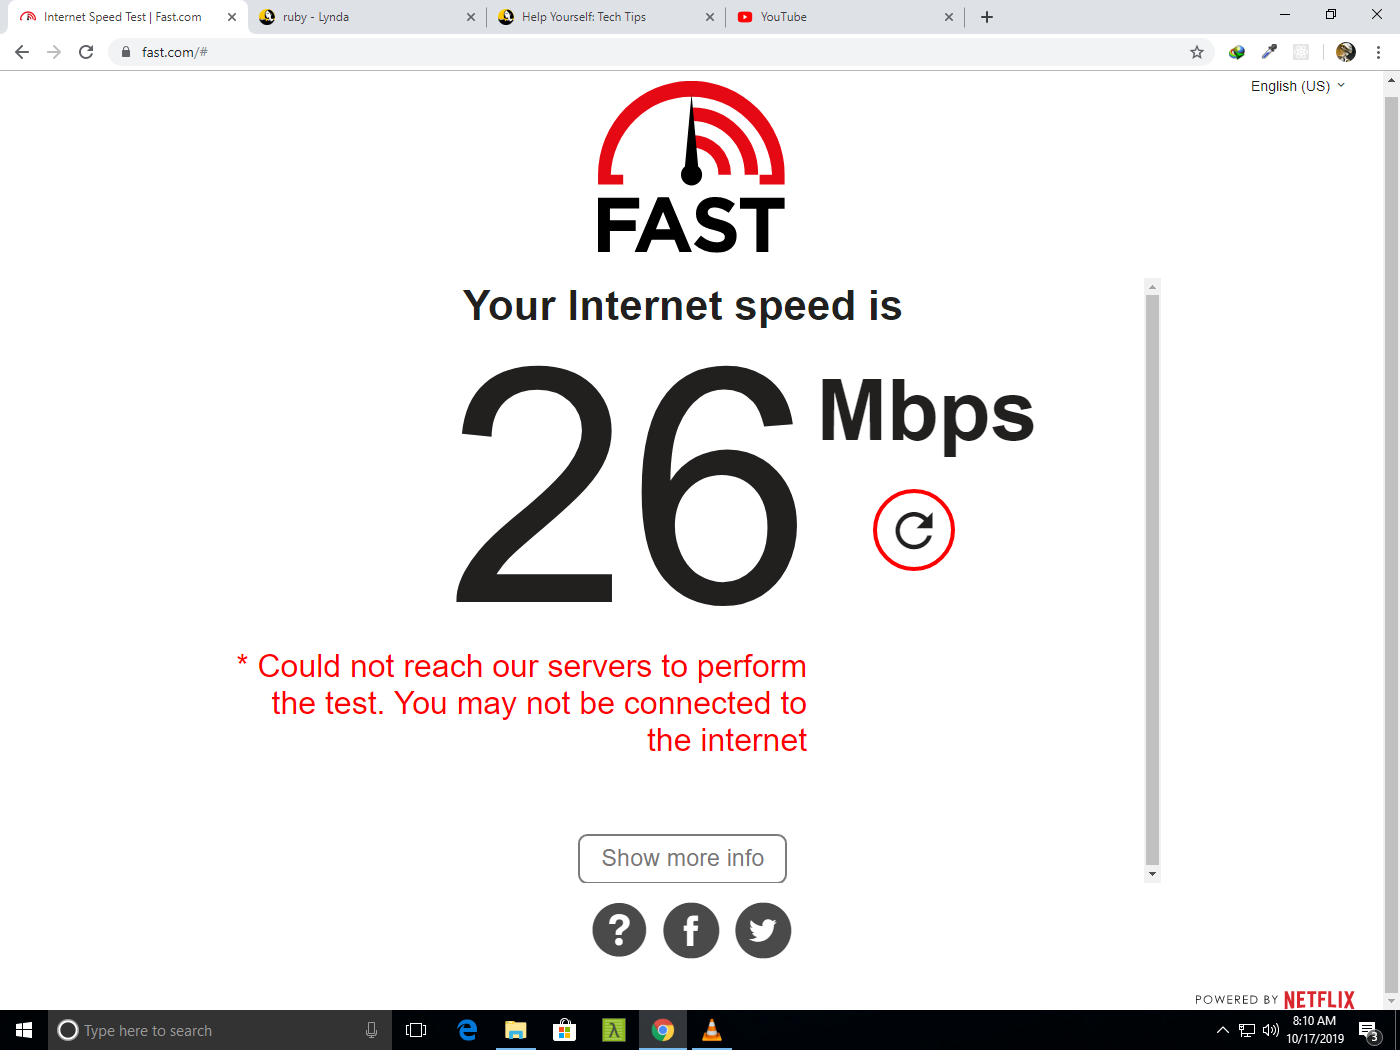 Internet Speed Test | Fast.com
ruby - Lynda
Help Yourself: Tech Tips
YouTube
fast.com/#
English (US)
FAST
Your Internet speed is
26 Mbps
* Could not reach our servers to perform
the test. You may not be connected to
the internet
Show more info
POWERED BY NETFLIX
Type here to search
8:10 AM
10/17/2019
3